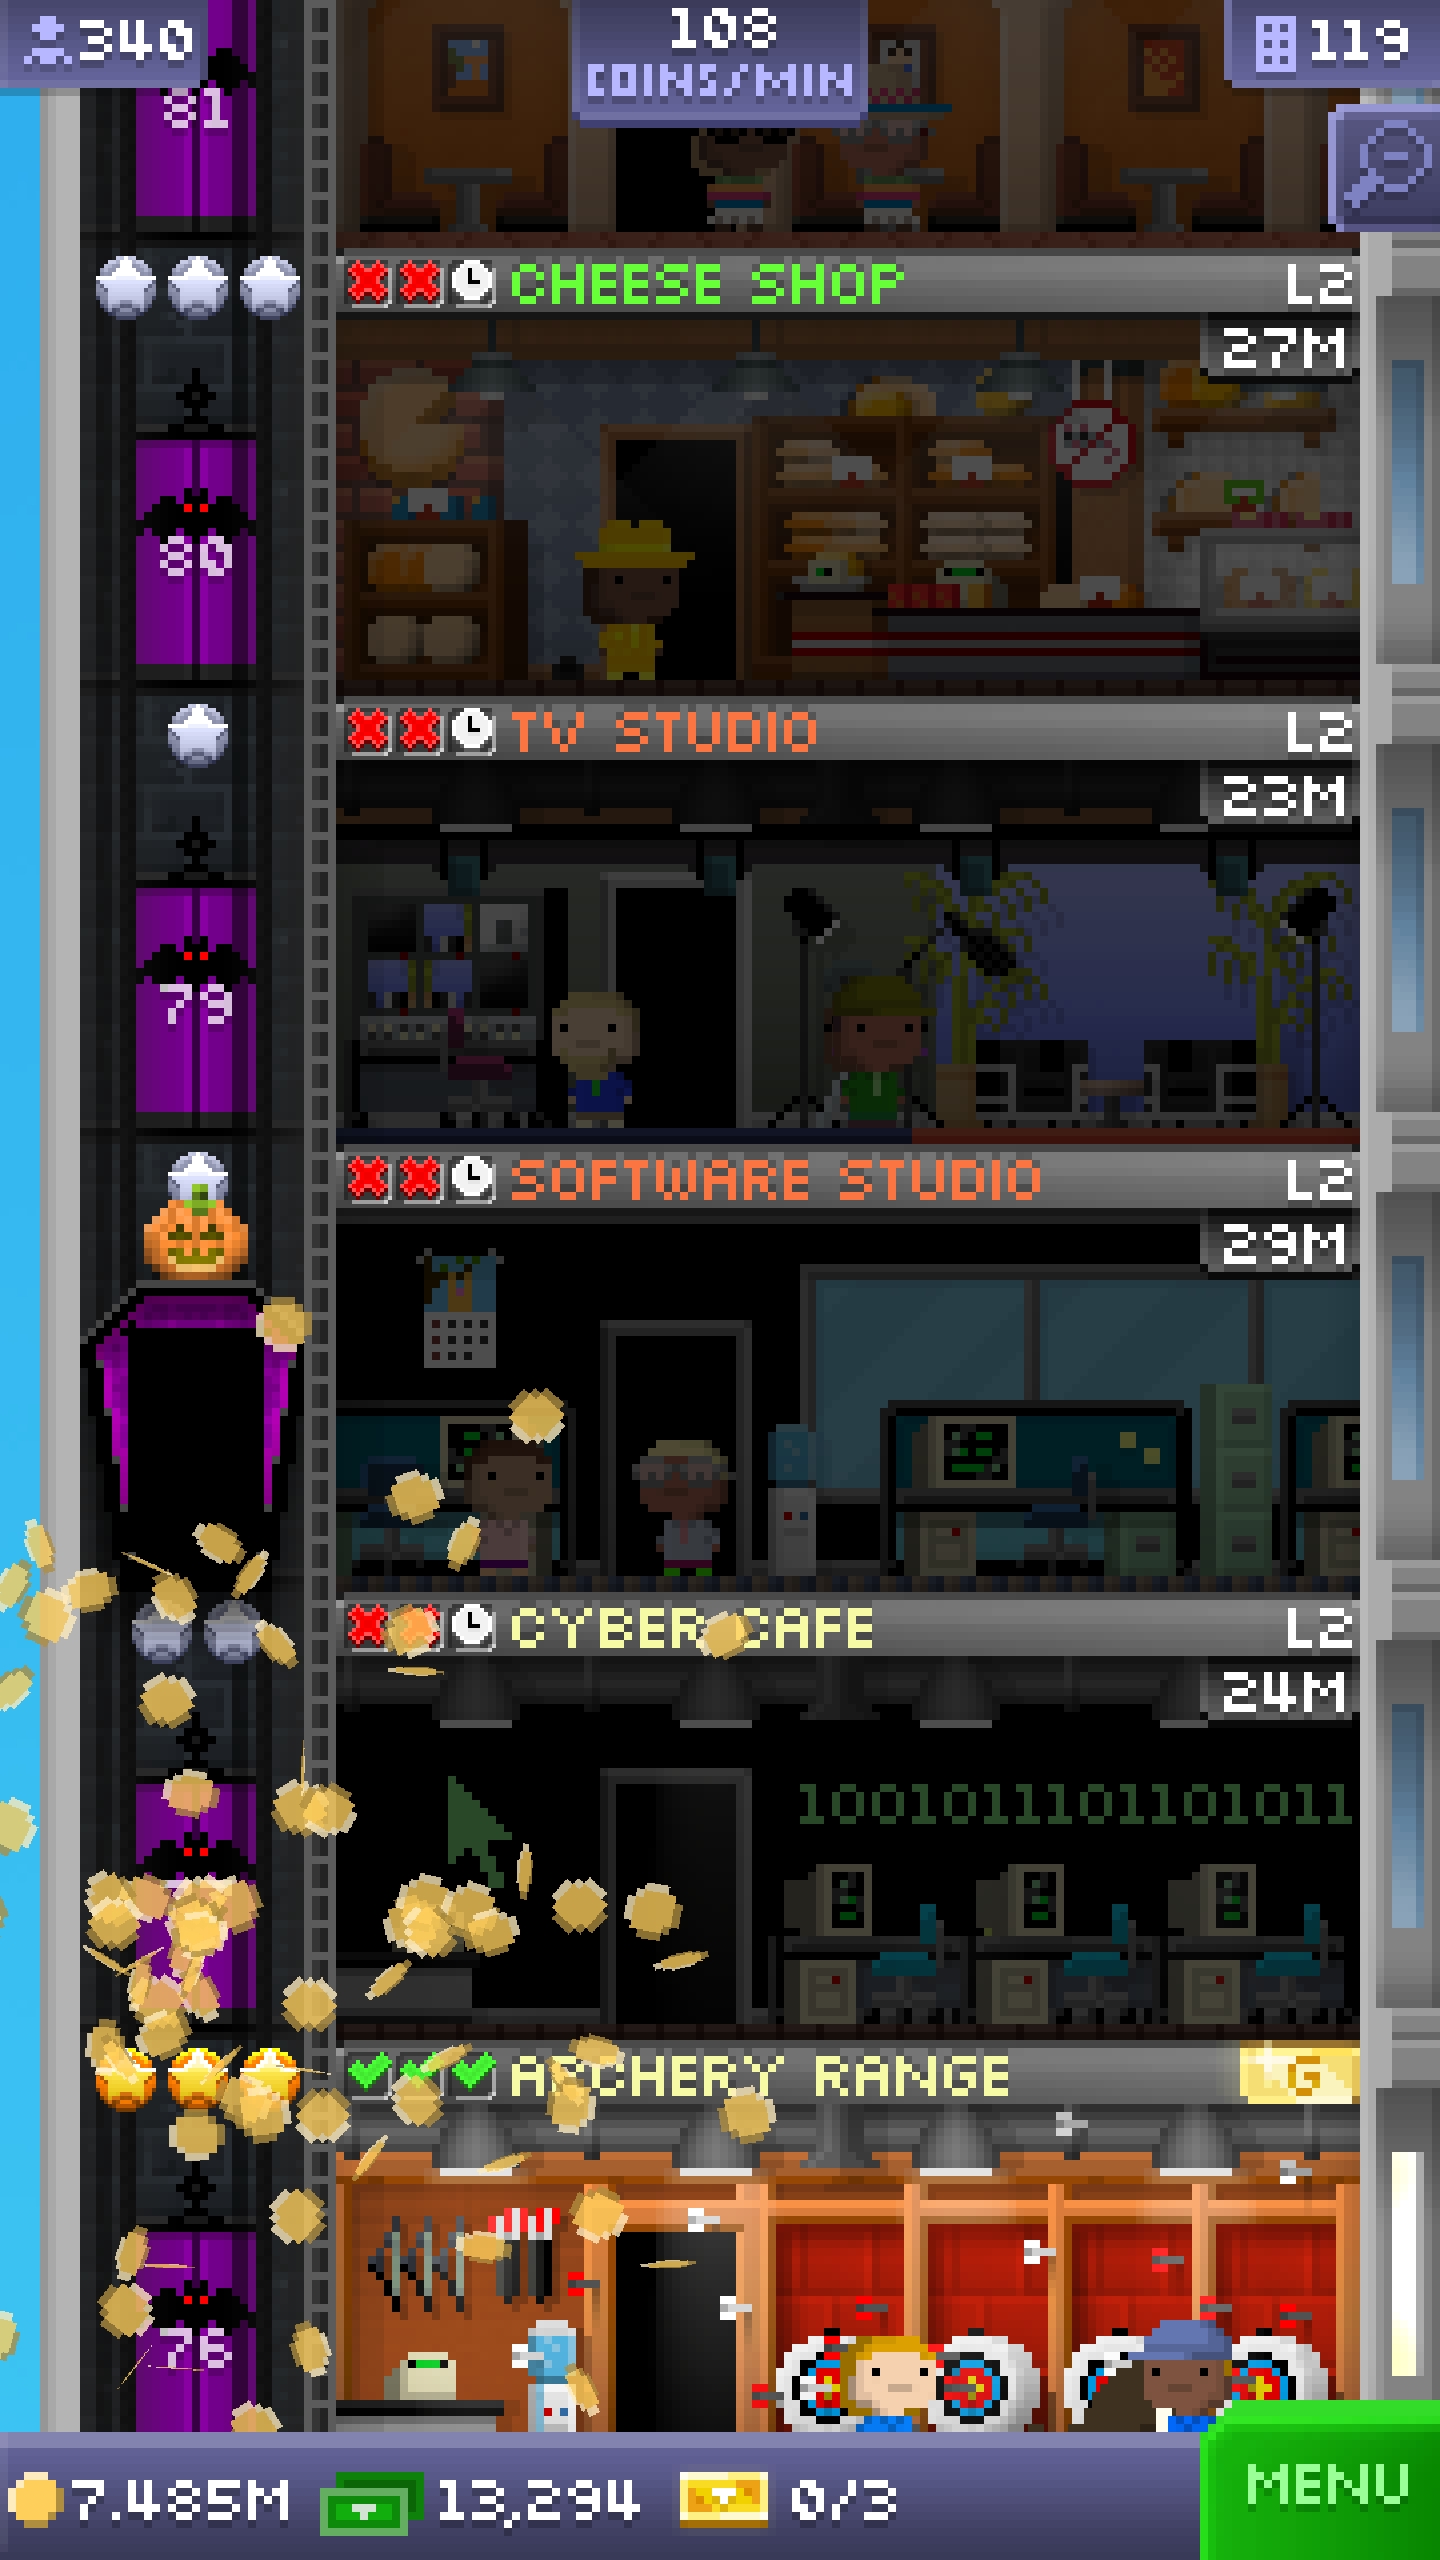 340
108
COINS/MIN
119
81
CHEESE SHOP L2
27M
80
TV STUDIO L2
23M
79
SOFTWARE STUDIO L2
29M
CYBER CAFE L2
24M
1001011101101011
ARCHERY RANGE G
76
7.485M 13,294 0/3
MENU